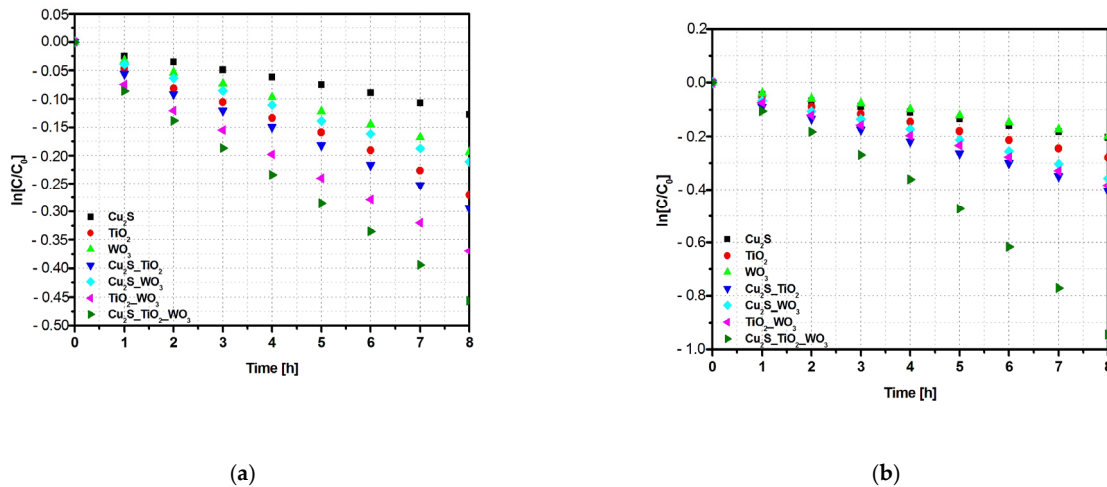 0.05
0.00
- 0.05
- 0.10
- 0.15
- 0.20
- 0.25
- 0.30
- 0.35
- 0.40
- 0.45
- 0.50
ln[C/C₀]
Cu₂S
TiO₂
WO₃
Cu₂S_TiO₂
Cu₂S_WO₃
TiO₂_WO₃
Cu₂S_TiO₂_WO₃
0 1 2 3 4 5 6 7 8
Time [h]
(a)
0.2
0.0
- 0.2
- 0.4
- 0.6
- 0.8
- 1.0
ln[C/C₀]
Cu₂S
TiO₂
WO₃
Cu₂S_TiO₂
Cu₂S_WO₃
TiO₂_WO₃
Cu₂S_TiO₂_WO₃
0 1 2 3 4 5 6 7 8
Time [h]
(b)